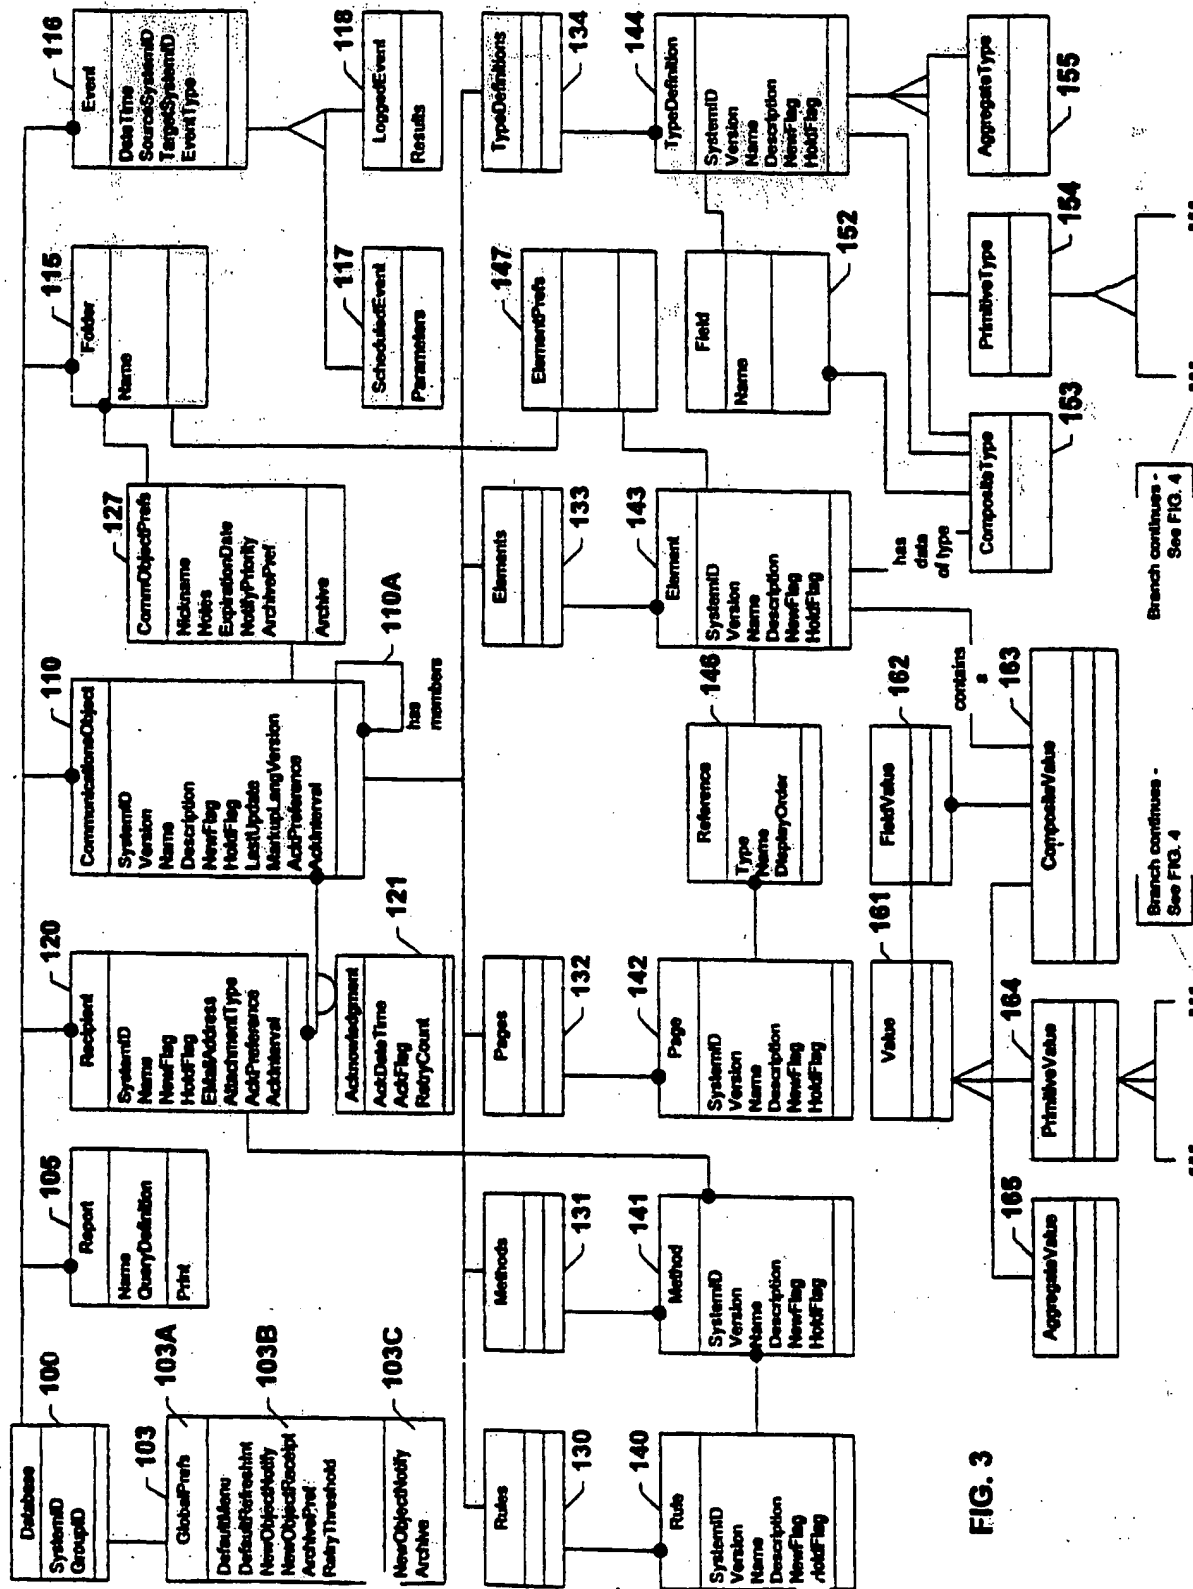 Database
SystemID
GroupID
100
GlobalPrefs
DefaultMenu
DefaultRefreshInt
NewObjectNotify
NewObjectReceipt
ArchivePref
RetryThreshold
NewObjectNotify
Archive
103
103A
103B
103C
Report
Name
QueryDefinition
Print
105
Recipient
SystemID
Name
NewFlag
HoldFlag
EMailAddress
AttachmentType
AckPreference
AckInterval
120
Acknowledgment
AckDateTime
AckFlag
RetryCount
121
CommunicationsObject
SystemID
Version
Name
Description
NewFlag
HoldFlag
LastUpdate
MarkupLangVersion
AckPreference
AckInterval
110
has
members
110A
CommObjectPrefs
Nickname
Notes
ExpirationDate
NotifyPriority
ArchivePref
Archive
127
Folder
Name
115
Event
DateTime
SourceSystemID
TargetSystemID
EventType
116
ScheduledEvent
Parameters
117
LoggedEvent
Results
118
Rules
130
Methods
131
Pages
132
Elements
133
ElementPrefs
147
TypeDefinitions
134
Rule
SystemID
Version
Name
Description
NewFlag
HoldFlag
140
Method
SystemID
Version
Name
Description
NewFlag
HoldFlag
141
Page
SystemID
Version
Name
Description
NewFlag
HoldFlag
142
Reference
Type
Name
DisplayOrder
146
Element
SystemID
Version
Name
Description
NewFlag
HoldFlag
143
Field
Name
152
TypeDefinition
SystemID
Version
Name
Description
NewFlag
HoldFlag
144
Value
161
FieldValue
162
contains
a
has
data
of type
AggregateValue
165
PrimitiveValue
164
CompositeValue
163
CompositeType
153
PrimitiveType
154
AggregateType
155
Branch continues -
See FIG. 4
Branch continues -
See FIG. 4
FIG. 3